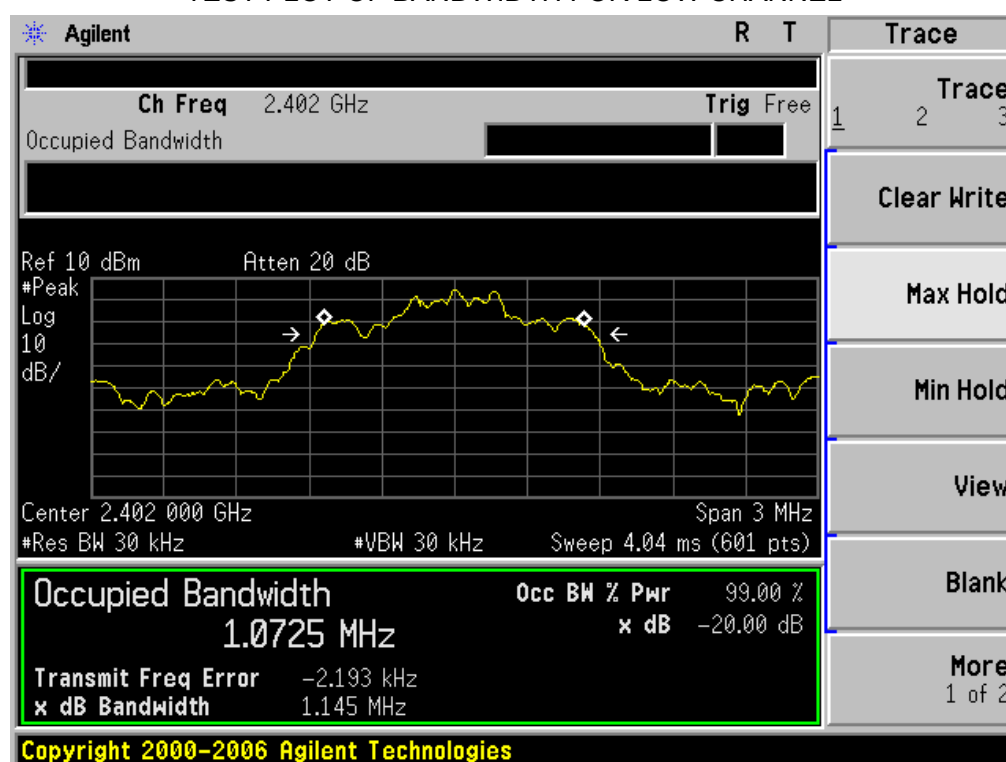 Agilent R T Trace
Ch Freq 2.402 GHz Trig Free
Occupied Bandwidth
Trace
1 2 3
Clear Write
Ref 10 dBm Atten 20 dB
#Peak
Log
10
dB/
Max Hold
Min Hold
Center 2.402 000 GHz Span 3 MHz
#Res BW 30 kHz #VBW 30 kHz Sweep 4.04 ms (601 pts)
View
Occupied Bandwidth Occ BW % Pwr 99.00 %
1.0725 MHz x dB -20.00 dB
Blank
Transmit Freq Error -2.193 kHz
x dB Bandwidth 1.145 MHz
More
1 of 2
Copyright 2000-2006 Agilent Technologies